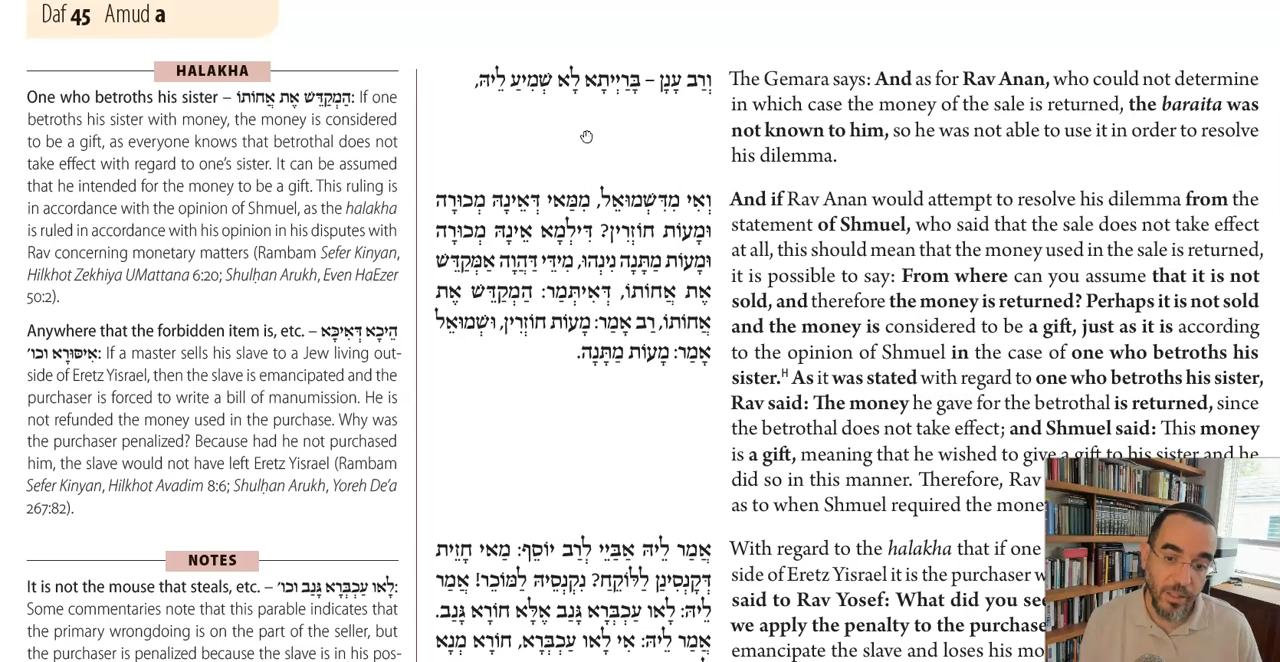 Daf 45 Amud a
HALAKHA
One who betroths his sister – הַמְקַדֵּשׁ אֶת אֲחוֹתוֹ: If one
betroths his sister with money, the money is considered
to be a gift, as everyone knows that betrothal does not
take effect with regard to one's sister. It can be assumed
that he intended for the money to be a gift. This ruling is
in accordance with the opinion of Shmuel, as the halakha
is ruled in accordance with his opinion in his disputes with
Rav concerning monetary matters (Rambam Sefer Kinyan,
Hilkhot Zekhiya UMattana 6:20; Shulḥan Arukh, Even HaEzer
50:2).
Anywhere that the forbidden item is, etc. – הֵיכָא דְּאִיכָּא
אִיסּוּרָא וכו׳: If a master sells his slave to a Jew living out-
side of Eretz Yisrael, then the slave is emancipated and the
purchaser is forced to write a bill of manumission. He is
not refunded the money used in the purchase. Why was
the purchaser penalized? Because had he not purchased
him, the slave would not have left Eretz Yisrael (Rambam
Sefer Kinyan, Hilkhot Avadim 8:6; Shulḥan Arukh, Yoreh De'a
267:82).
NOTES
It is not the mouse that steals, etc. – לָאו עַכְבְּרָא גַּנָּב וכו׳:
Some commentaries note that this parable indicates that
the primary wrongdoing is on the part of the seller, but
the purchaser is penalized because the slave is in his pos-
וְרַב עָנָן – בָּרַיְיתָא לָא שְׁמִיעַ לֵיהּ,
וְאִי מִדִּשְׁמוּאֵל, מִמַּאי דְּאֵינָהּ מְכוּרָה
וּמָעוֹת חוֹזְרִין? דִּילְמָא אֵינָהּ מְכוּרָה
וּמָעוֹת מַתָּנָה נִינְהוּ, מִידֵּי דַּהֲוָה אַמְּקַדֵּשׁ
אֶת אֲחוֹתוֹ, דְּאִיתְּמַר: הַמְקַדֵּשׁ אֶת
אֲחוֹתוֹ, רַב אָמַר: מָעוֹת חוֹזְרִין, וּשְׁמוּאֵל
אָמַר: מָעוֹת מַתָּנָה.
אֲמַר לֵיהּ אַבַּיֵי לְרַב יוֹסֵף: מַאי חָזֵית
דְּקָנְסִינַן לַלּוֹקֵחַ? נִקְנְסֵיהּ לַמּוֹכֵר! אֲמַר
לֵיהּ: לָאו עַכְבְּרָא גַּנָּב אֶלָּא חוֹרָא גַּנָּב.
אֲמַר לֵיהּ: אִי לָאו עַכְבְּרָא, חוֹרָא מְנָא
The Gemara says: And as for Rav Anan, who could not determine
in which case the money of the sale is returned, the baraita was
not known to him, so he was not able to use it in order to resolve
his dilemma.
And if Rav Anan would attempt to resolve his dilemma from the
statement of Shmuel, who said that the sale does not take effect
at all, this should mean that the money used in the sale is returned,
it is possible to say: From where can you assume that it is not
sold, and therefore the money is returned? Perhaps it is not sold
and the money is considered to be a gift, just as it is according
to the opinion of Shmuel in the case of one who betroths his
sister.H As it was stated with regard to one who betroths his sister,
Rav said: The money he gave for the betrothal is returned, since
the betrothal does not take effect; and Shmuel said: This money
is a gift, meaning that he wished to give a gift to his sister and he
did so in this manner. Therefore, Rav
as to when Shmuel required the mone
With regard to the halakha that if one
side of Eretz Yisrael it is the purchaser
said to Rav Yosef: What did you see
we apply the penalty to the purchase
emancipate the slave and loses his mo